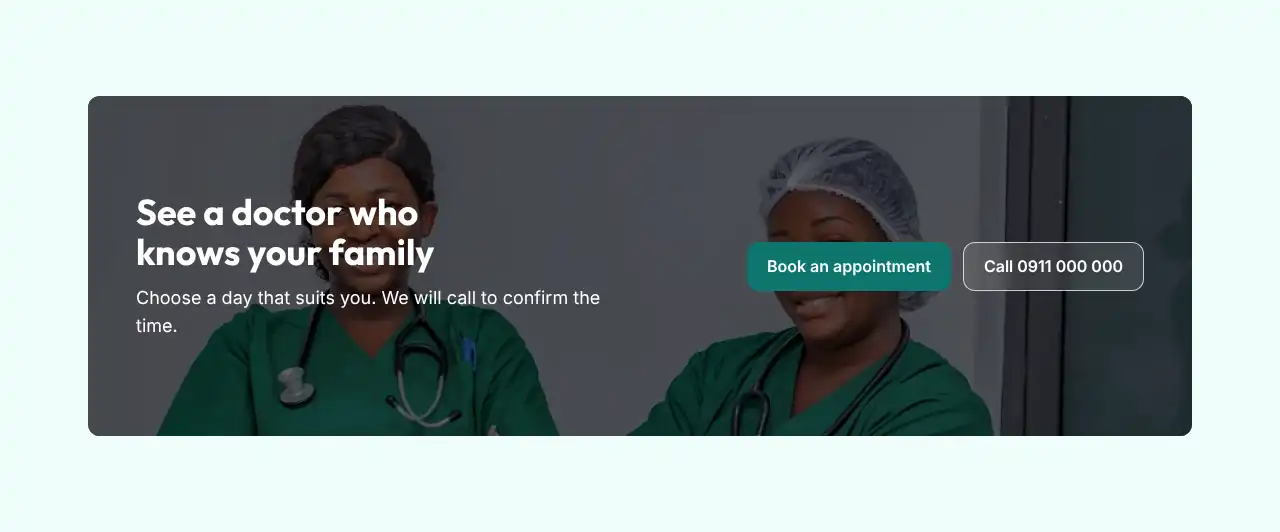 See a doctor who
knows your family
Choose a day that suits you. We will call to confirm the
time.
Book an appointment
Call 0911 000 000